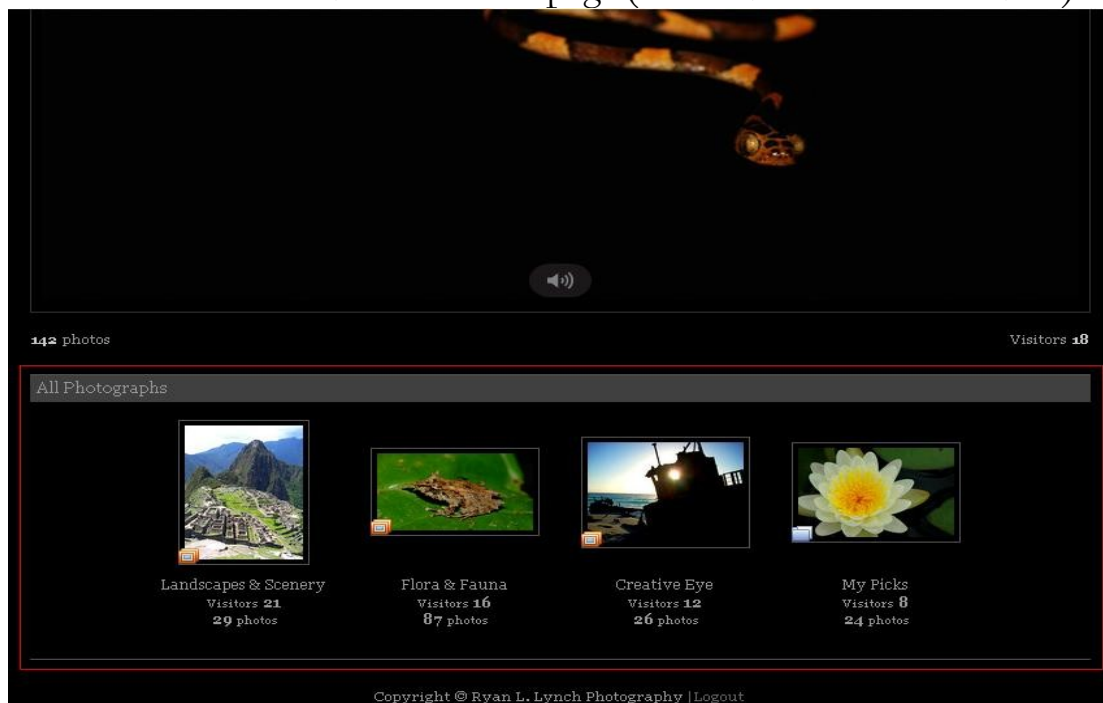 142 photos
Visitors 18
All Photographs
Landscapes & Scenery
Visitors 21
29 photos
Flora & Fauna
Visitors 16
87 photos
Creative Eye
Visitors 12
26 photos
My Picks
Visitors 8
24 photos
Copyright © Ryan L. Lynch Photography |Logout